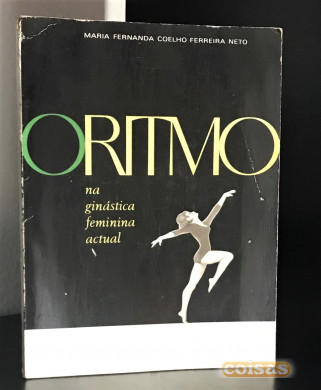 MARIA FERNANDA COELHO FERREIRA NETO
O RITMO
na
ginástica
feminina
actual
coisas